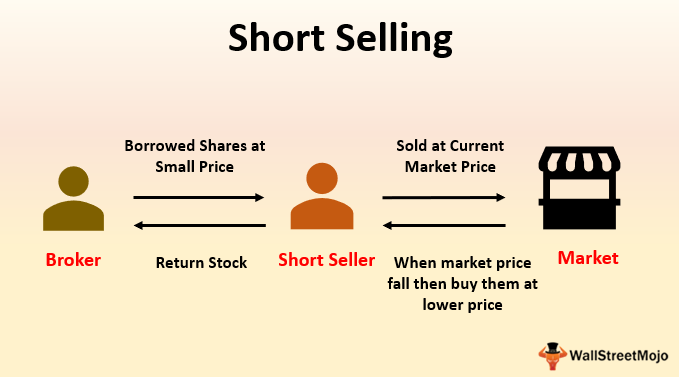 Short Selling
Borrowed Shares at
Small Price
Sold at Current
Market Price
Broker
Return Stock
Short Seller
When market price
fall then buy them at
lower price
Market
WallStreetMojo